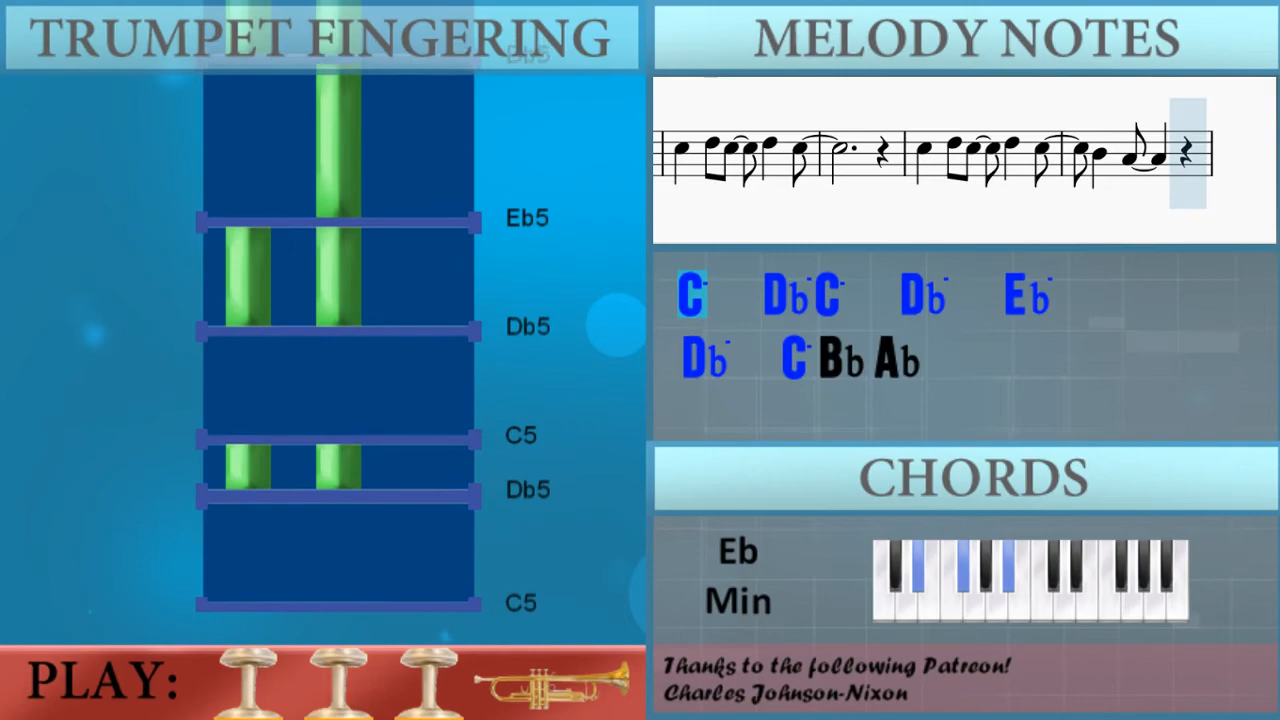 TRUMPET FINGERING
Db5
Eb5
Db5
C5
Db5
C5
PLAY:
MELODY NOTES
C- Db- C- Db- Eb-
Db- C- Bb Ab
CHORDS
Eb
Min
Thanks to the following Patreon!
Charles Johnson-Nixon